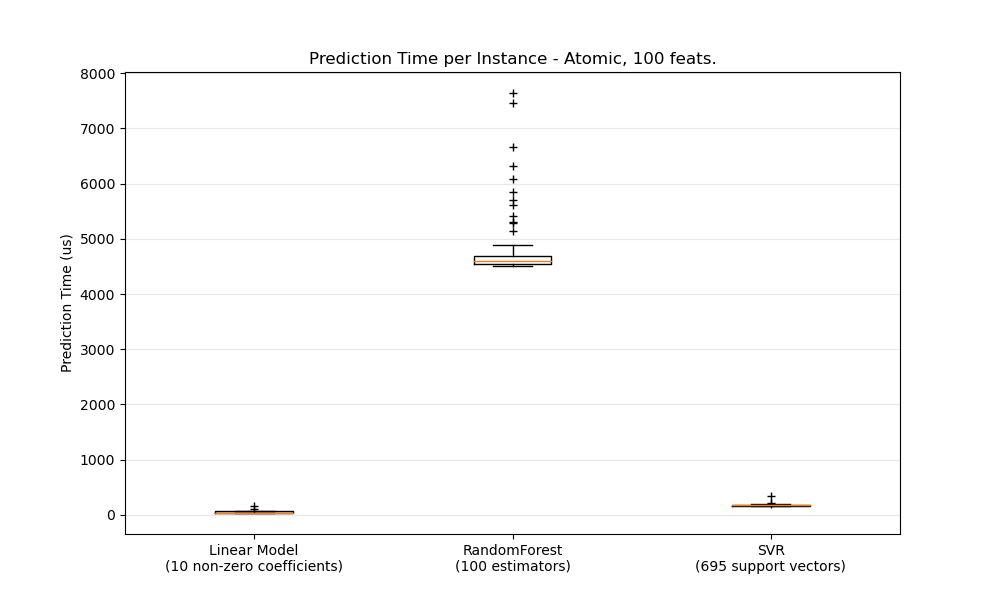 Prediction Time per Instance - Atomic, 100 feats.
8000
7000
6000
5000
4000
3000
2000
1000
0
Prediction Time (us)
Linear Model
(10 non-zero coefficients)
RandomForest
(100 estimators)
SVR
(695 support vectors)